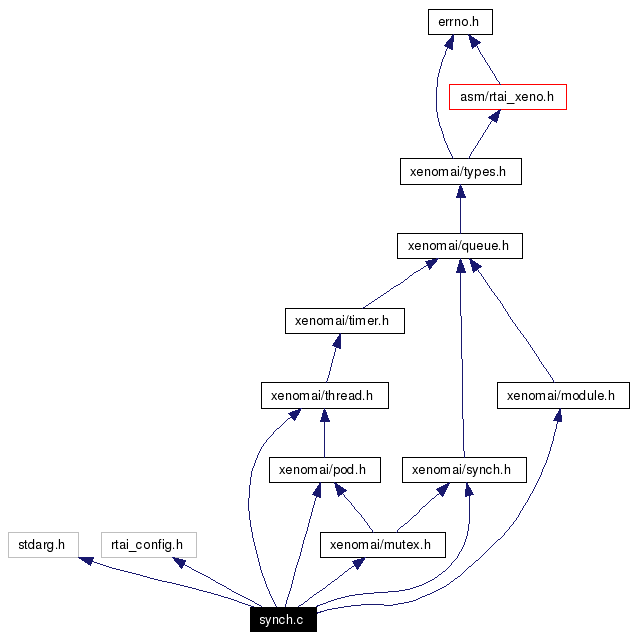 errno.h
asm/rtai_xeno.h
xenomai/types.h
xenomai/queue.h
xenomai/timer.h
xenomai/thread.h
xenomai/module.h
xenomai/pod.h
xenomai/synch.h
stdarg.h
rtai_config.h
xenomai/mutex.h
synch.c